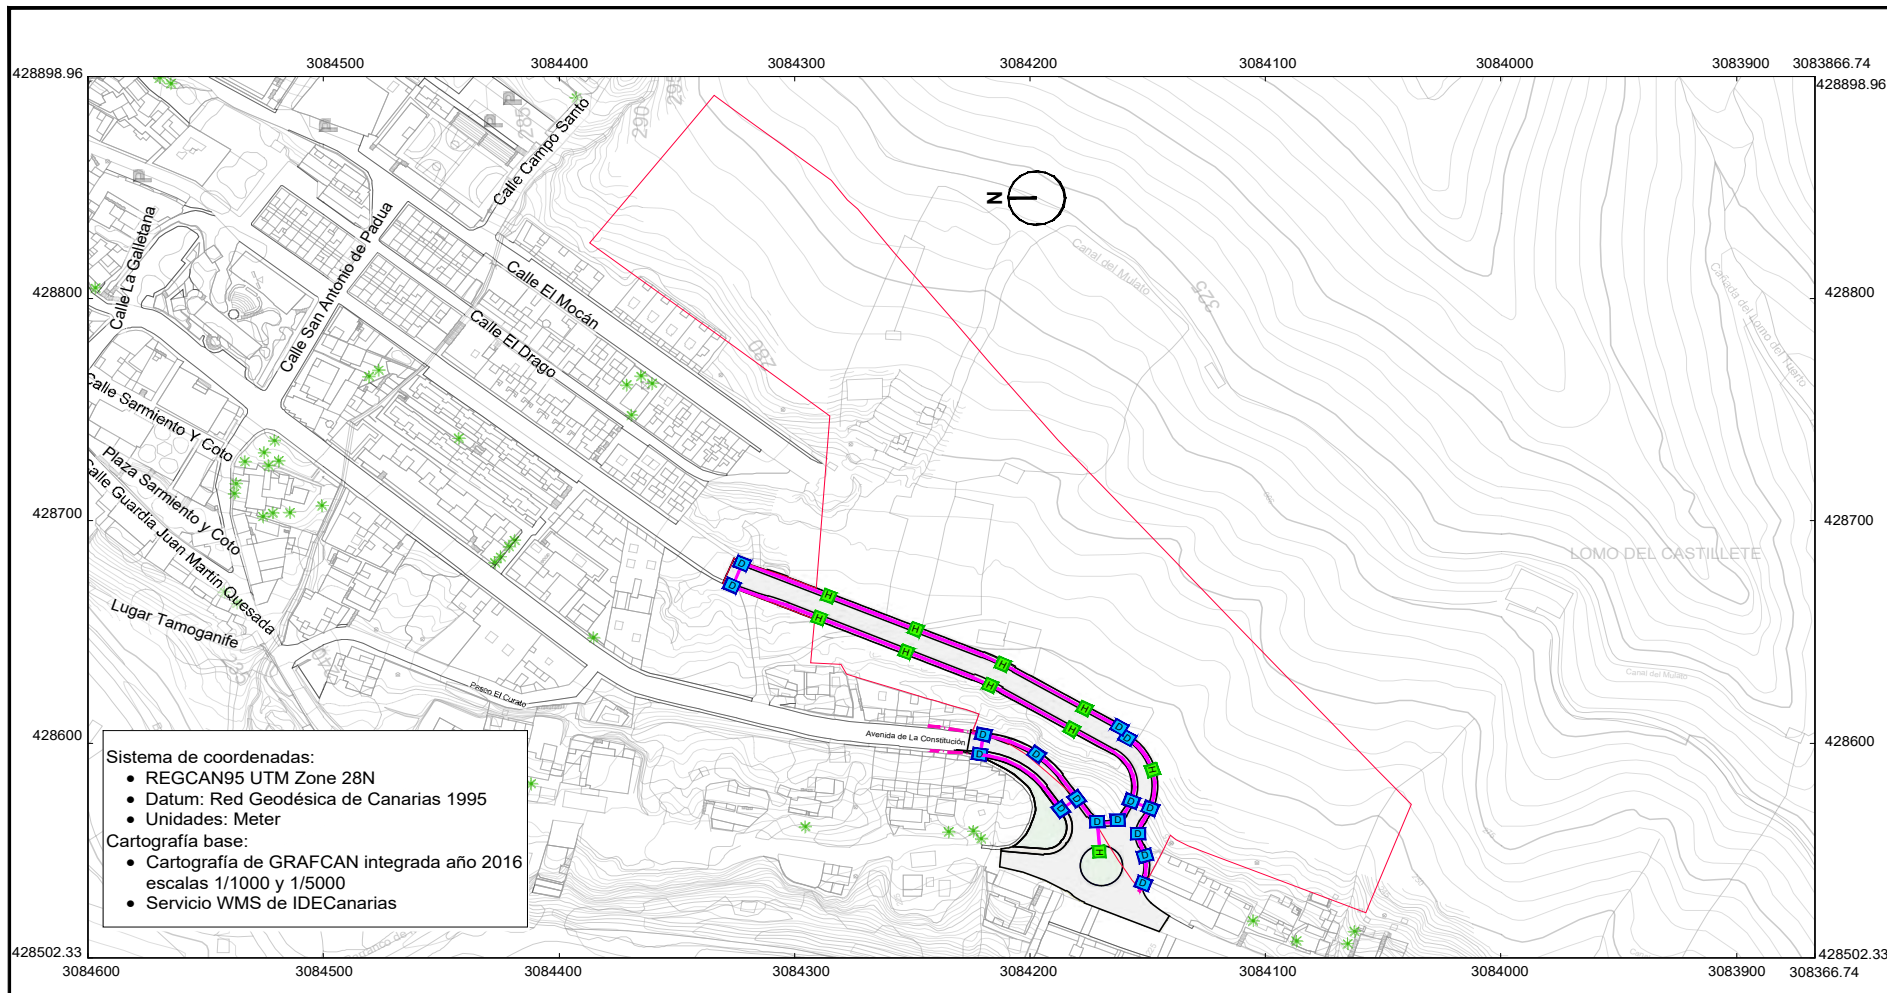 3084500
3084400
3084300
3084200
3084100
3084000
3083900
3083866.74
428898.96
428898.96
P
P
P
P
285
290
295
Calle Campo Santo
N
Canal del Mulato
325
Cañada del Lomo del Tuerto
Calle La Galletana
Calle San Antonio de Padua
Calle El Mocán
Calle El Drago
280
428800
428800
Calle Sarmiento Y Coto
Plaza Sarmiento y Coto
Calle Guardia Juan Martín Quesada
Lugar Tamoganife
428700
428700
LOMO DEL CASTILLETE
D
D
H
H
H
H
H
H
H
H
D
D
H
D
D
D
D
D
D
D
D
D
D
D
D
H
Canal del Mulato
Paseo El Curato
Avenida de La Constitución
428600
428600
Sistema de coordenadas:
• REGCAN95 UTM Zone 28N
• Datum: Red Geodésica de Canarias 1995
• Unidades: Meter
Cartografía base:
• Cartografía de GRAFCAN integrada año 2016
escalas 1/1000 y 1/5000
• Servicio WMS de IDECanarias
428502.33
428502.33
3084600
3084500
3084400
3084300
3084200
3084100
3084000
3083900
308366.74